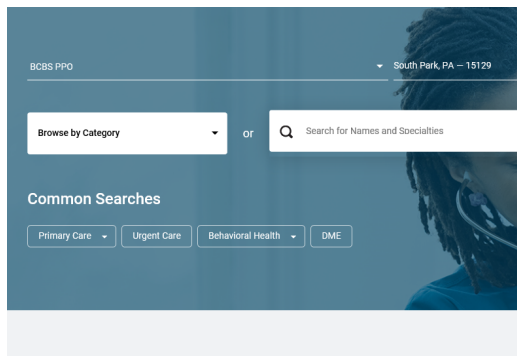 BCBS PPO
South Park, PA — 15129
Browse by Category
or
Search for Names and Specialties
Common Searches
Primary Care
Urgent Care
Behavioral Health
DME